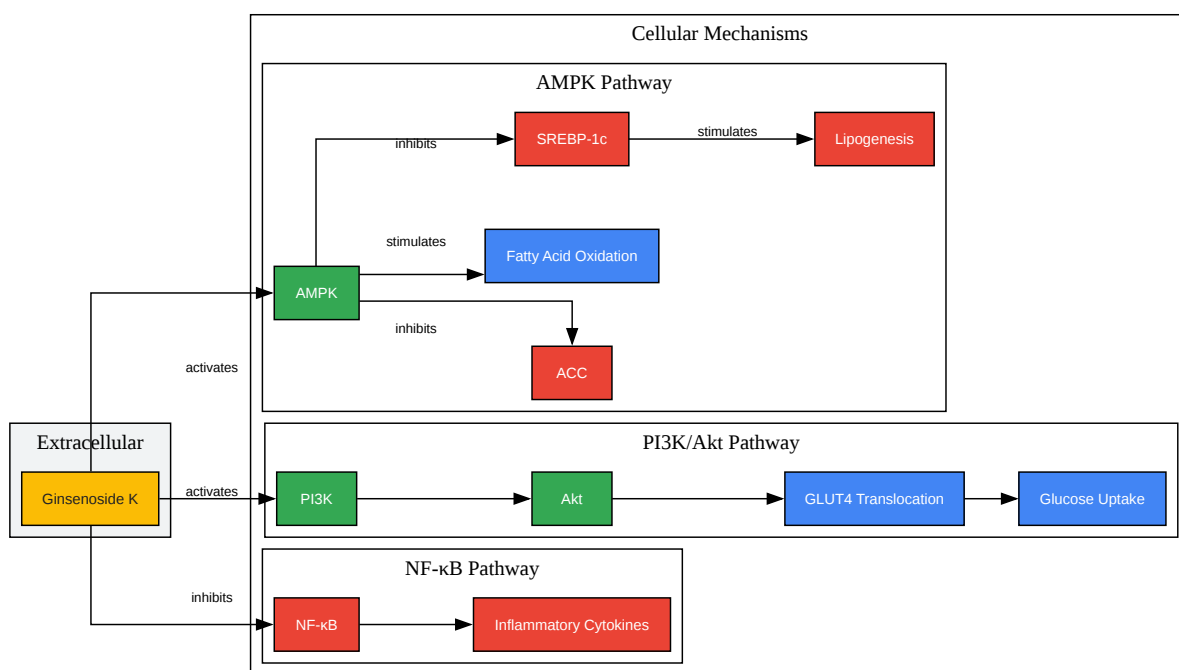 Cellular Mechanisms
AMPK Pathway
inhibits
SREBP-1c
stimulates
Lipogenesis
stimulates
Fatty Acid Oxidation
AMPK
inhibits
ACC
activates
Extracellular
Ginsenoside K
activates
PI3K/Akt Pathway
PI3K
Akt
GLUT4 Translocation
Glucose Uptake
inhibits
NF-κB Pathway
NF-κB
Inflammatory Cytokines